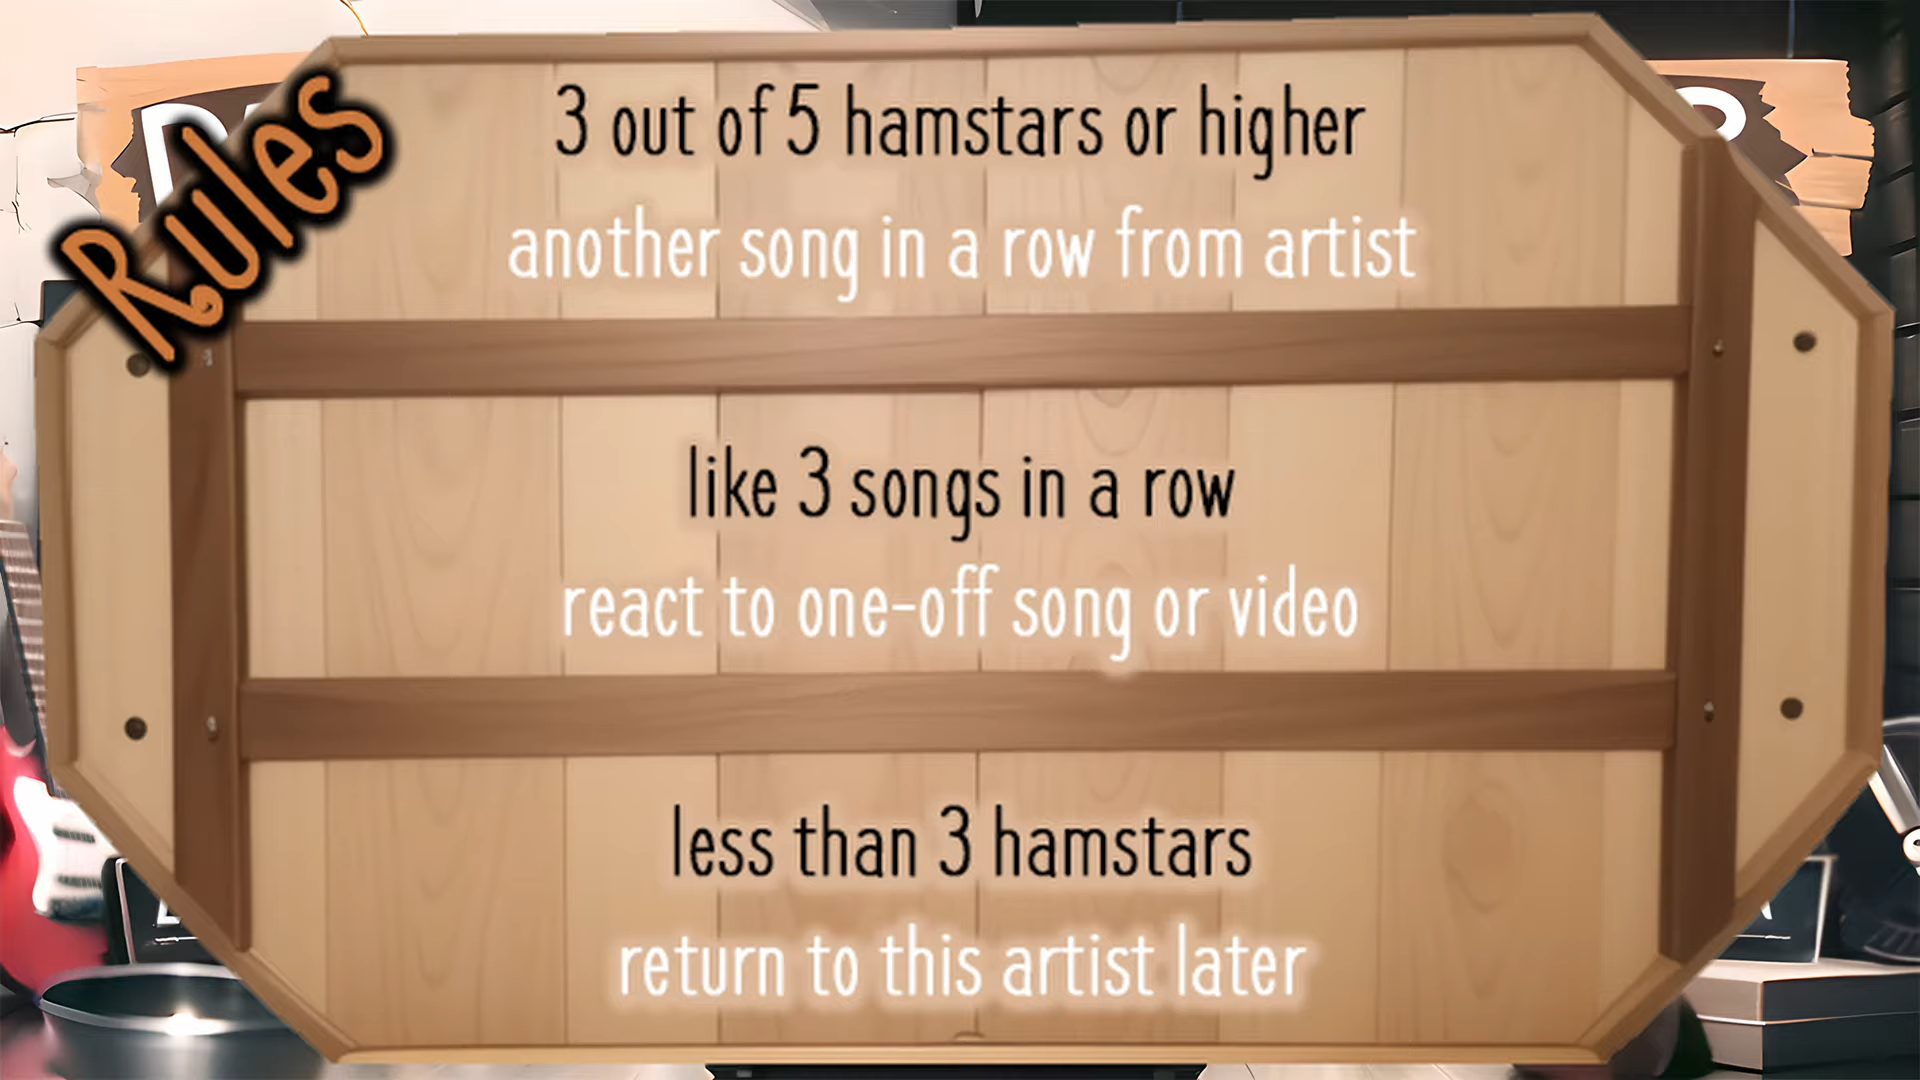 Rules
3 out of 5 hamstars or higher
another song in a row from artist
like 3 songs in a row
react to one-off song or video
less than 3 hamstars
return to this artist later